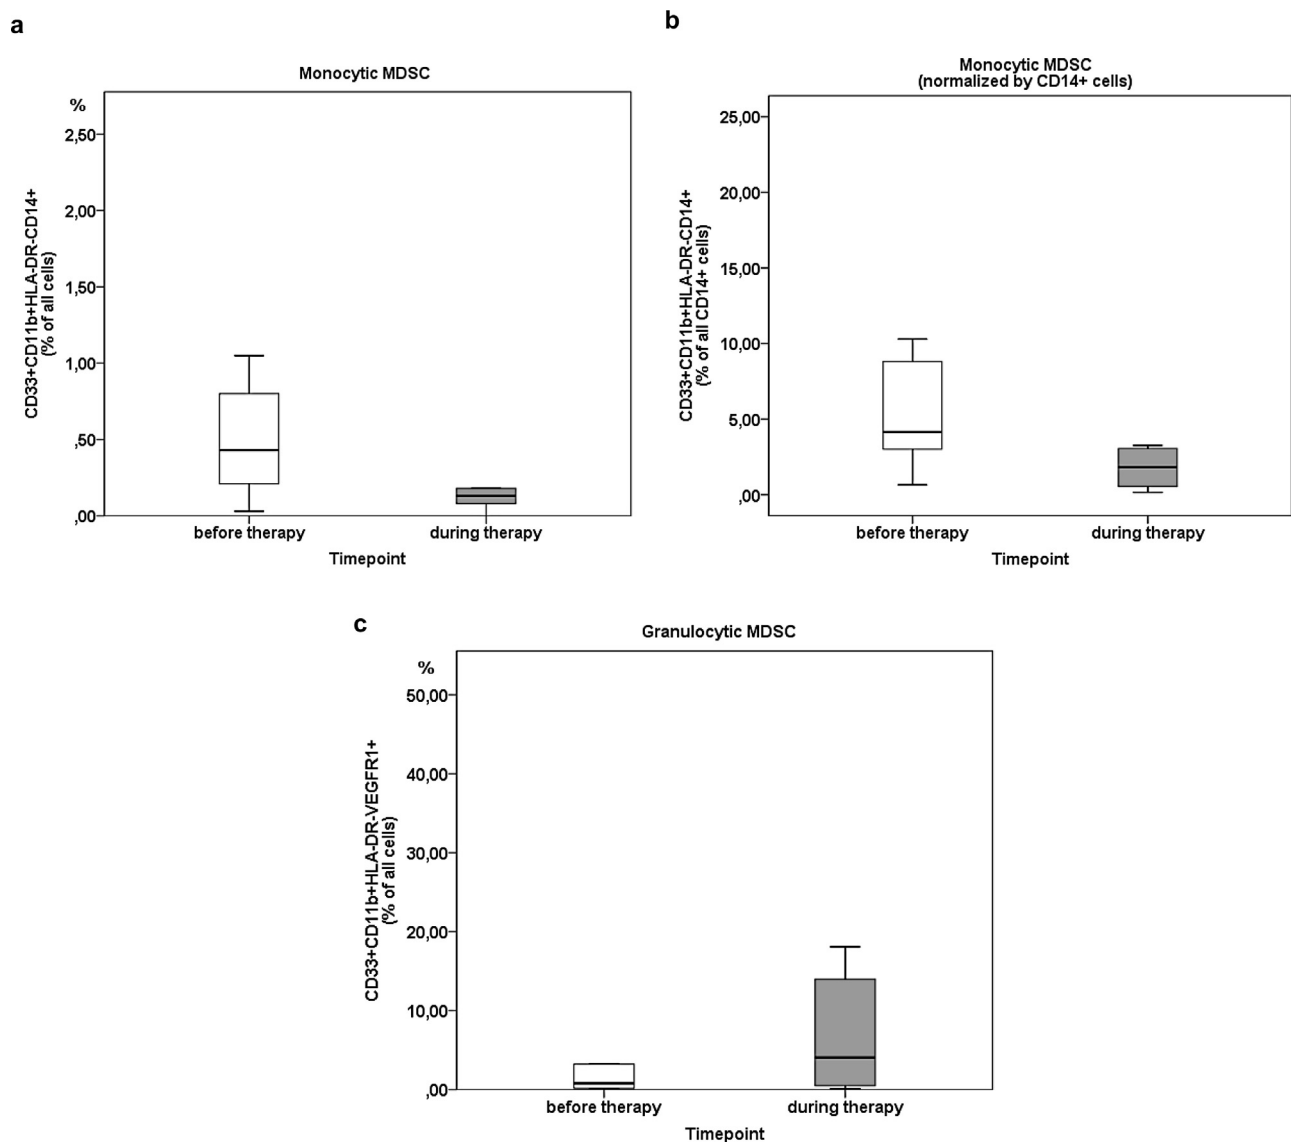 a
Monocytic MDSC
%
2,50
2,00
1,50
1,00
,50
,00
CD33+CD11b+HLA-DR-CD14+
(% of all cells)
before therapy
during therapy
Timepoint
b
Monocytic MDSC
(normalized by CD14+ cells)
25,00
20,00
15,00
10,00
5,00
,00
CD33+CD11b+HLA-DR-CD14+
(% of all CD14+ cells)
before therapy
during therapy
Timepoint
c
Granulocytic MDSC
%
50,00
40,00
30,00
20,00
10,00
,00
CD33+CD11b+HLA-DR-VEGFR1+
(% of all cells)
before therapy
during therapy
Timepoint